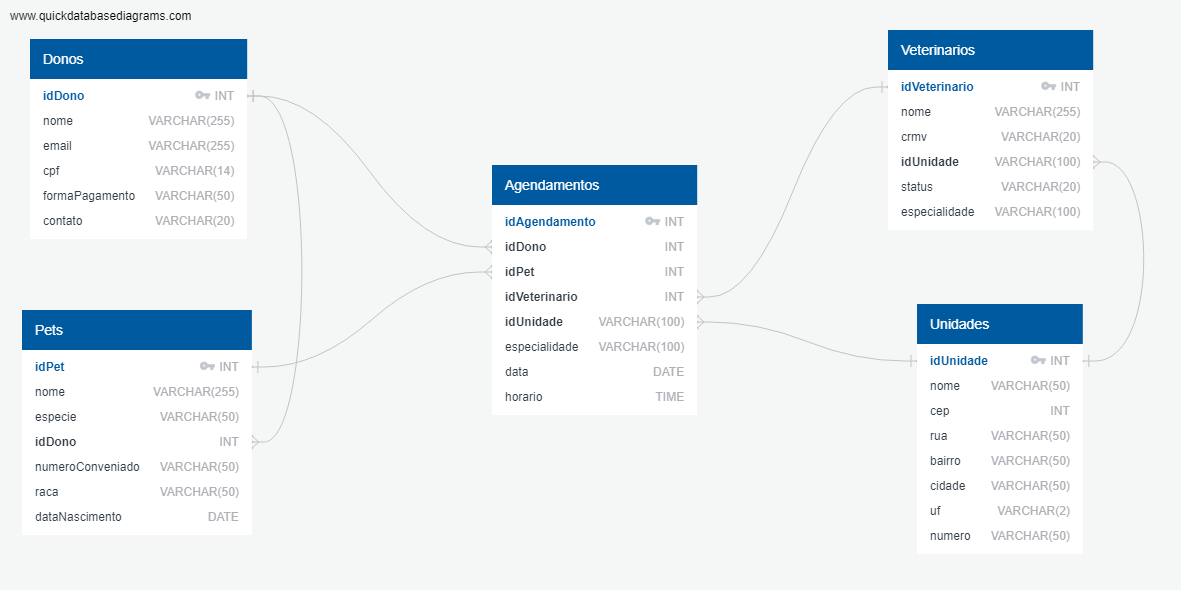 www.quickdatabasediagrams.com
Donos
idDono INT
nome VARCHAR(255)
email VARCHAR(255)
cpf VARCHAR(14)
formaPagamento VARCHAR(50)
contato VARCHAR(20)
Pets
idPet INT
nome VARCHAR(255)
especie VARCHAR(50)
idDono INT
numeroConveniado VARCHAR(50)
raca VARCHAR(50)
dataNascimento DATE
Agendamentos
idAgendamento INT
idDono INT
idPet INT
idVeterinario INT
idUnidade VARCHAR(100)
especialidade VARCHAR(100)
data DATE
horario TIME
Veterinarios
idVeterinario INT
nome VARCHAR(255)
crmv VARCHAR(20)
idUnidade VARCHAR(100)
status VARCHAR(20)
especialidade VARCHAR(100)
Unidades
idUnidade INT
nome VARCHAR(50)
cep INT
rua VARCHAR(50)
bairro VARCHAR(50)
cidade VARCHAR(50)
uf VARCHAR(2)
numero VARCHAR(50)